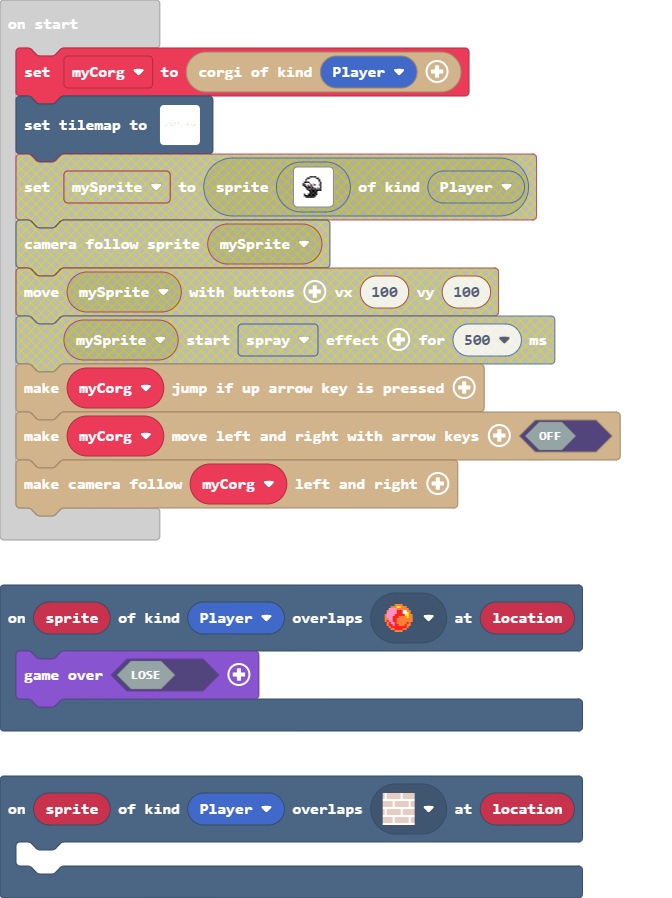 on start
set myCorg to corgi of kind Player
set tilemap to
set mySprite to sprite of kind Player
camera follow sprite mySprite
move mySprite with buttons vx 100 vy 100
mySprite start spray effect for 500 ms
make myCorg jump if up arrow key is pressed
make myCorg move left and right with arrow keys OFF
make camera follow myCorg left and right
on sprite of kind Player overlaps at location
game over LOSE
on sprite of kind Player overlaps at location